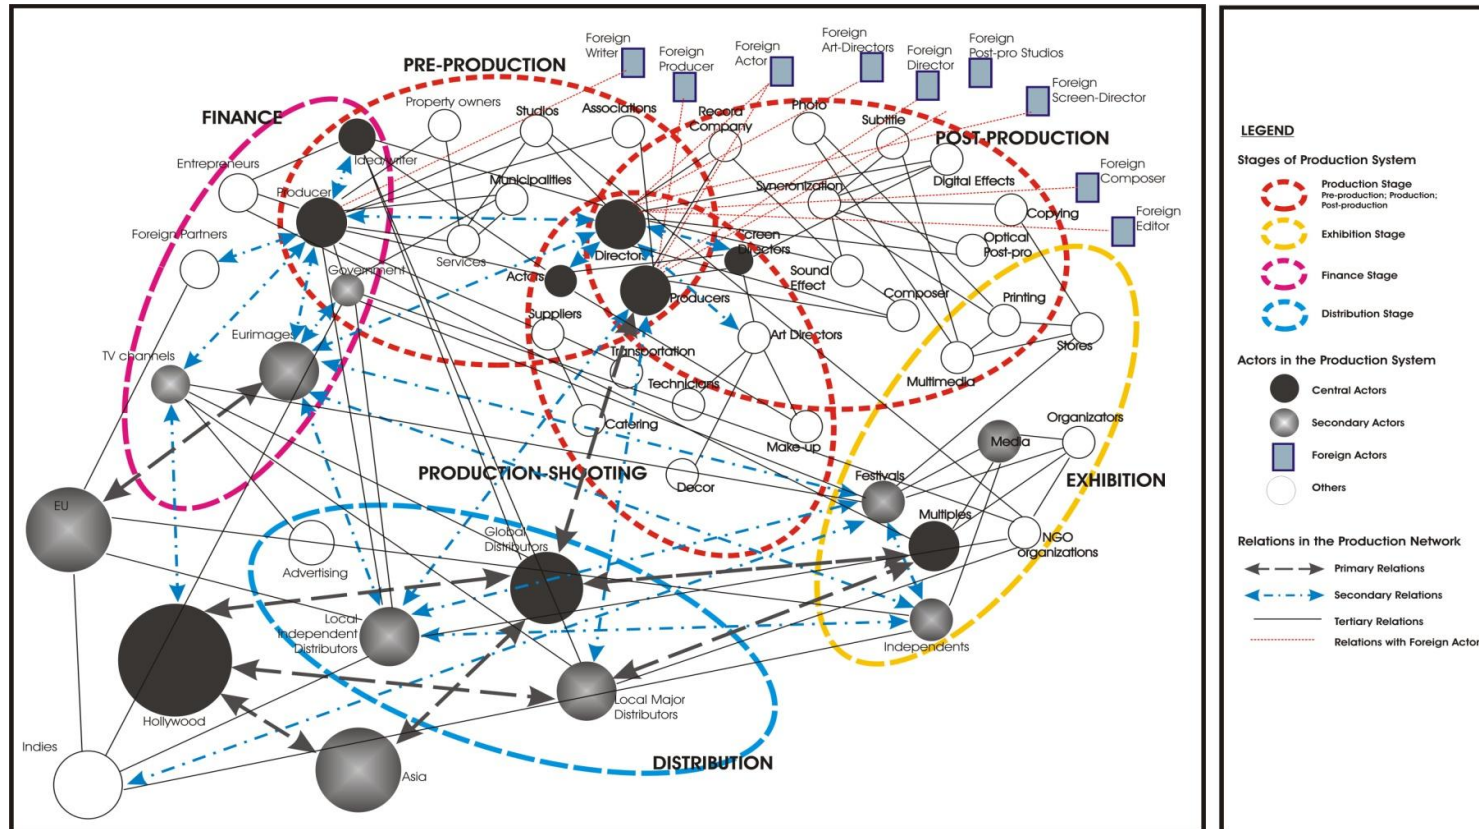 Foreign
Writer
Foreign
Producer
Foreign
Actor
Foreign
Art-Directors
Foreign
Director
Foreign
Post-pro Studios
Foreign
Screen-Director
PRE-PRODUCTION
FINANCE
Property owners
Studios
Associations
Record
Company
Photo
Subtitle
POST-PRODUCTION
Idea/writer
Entrepreneurs
Producer
Municipalities
Syncronization
Digital Effects
Foreign
Composer
Foreign
Editor
Copying
Foreign Partners
Services
Directors
Screen
Directors
Optical
Post-pro
Government
Actors
Sound
Effect
Producers
Composer
Printing
Suppliers
Eurimages
Art Directors
Stores
TV channels
Transportation
Technicians
Multimedia
Catering
Make-up
Organizators
Media
PRODUCTION-SHOOTING
Decor
Festivals
EXHIBITION
EU
Multiples
Global
Distributors
NGO
organizations
Advertising
Local
Independent
Distributors
Independents
Local Major
Distributors
Hollywood
Indies
Asia
DISTRIBUTION
LEGEND
Stages of Production System
Production Stage
Pre-production; Production;
Post-production
Exhibition Stage
Finance Stage
Distribution Stage
Actors in the Production System
Central Actors
Secondary Actors
Foreign Actors
Others
Relations in the Production Network
Primary Relations
Secondary Relations
Tertiary Relations
Relations with Foreign Actor